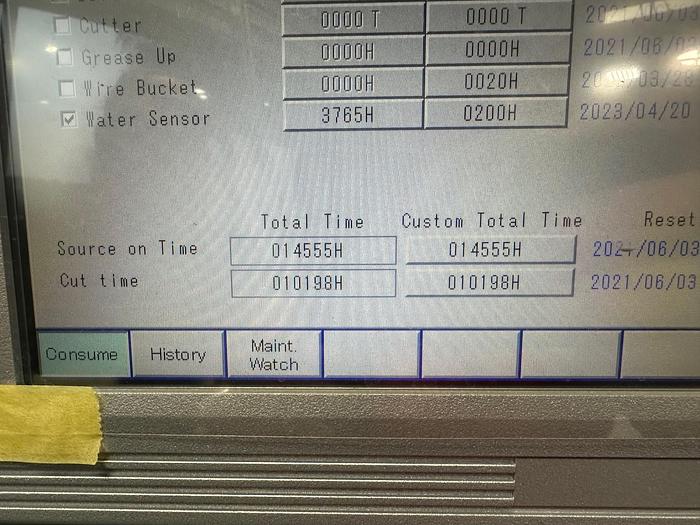 Cutter 0000 T 0000 T
Grease Up 0000H 0000H 2021/06/03
Wire Bucket 0000H 0020H
Water Sensor 3765H 0200H 2023/04/20
Total Time Custom Total Time Reset
Source on Time 014555H 014555H
Cut time 010198H 010198H 2021/06/03
Consume History Maint. Watch